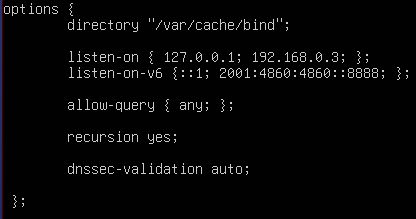 options {
directory "/var/cache/bind";
listen-on { 127.0.0.1; 192.168.0.3; };
listen-on-v6 {::1; 2001:4860:4860::8888; };
allow-query { any; };
recursion yes;
dnssec-validation auto;
};